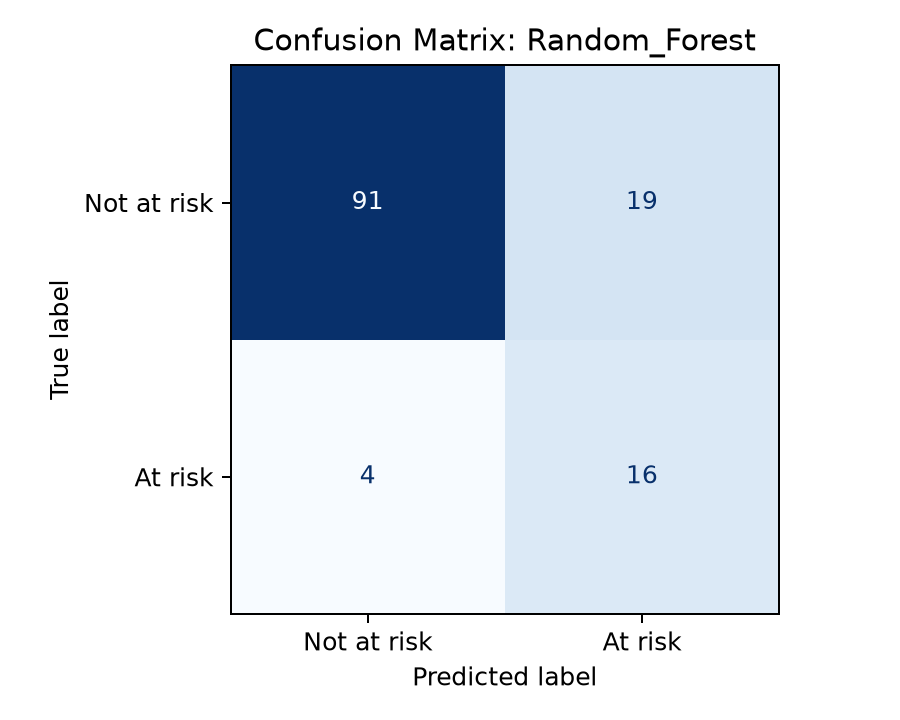 Confusion Matrix: Random_Forest
Not at risk
91
19
True label
At risk
4
16
Not at risk
At risk
Predicted label